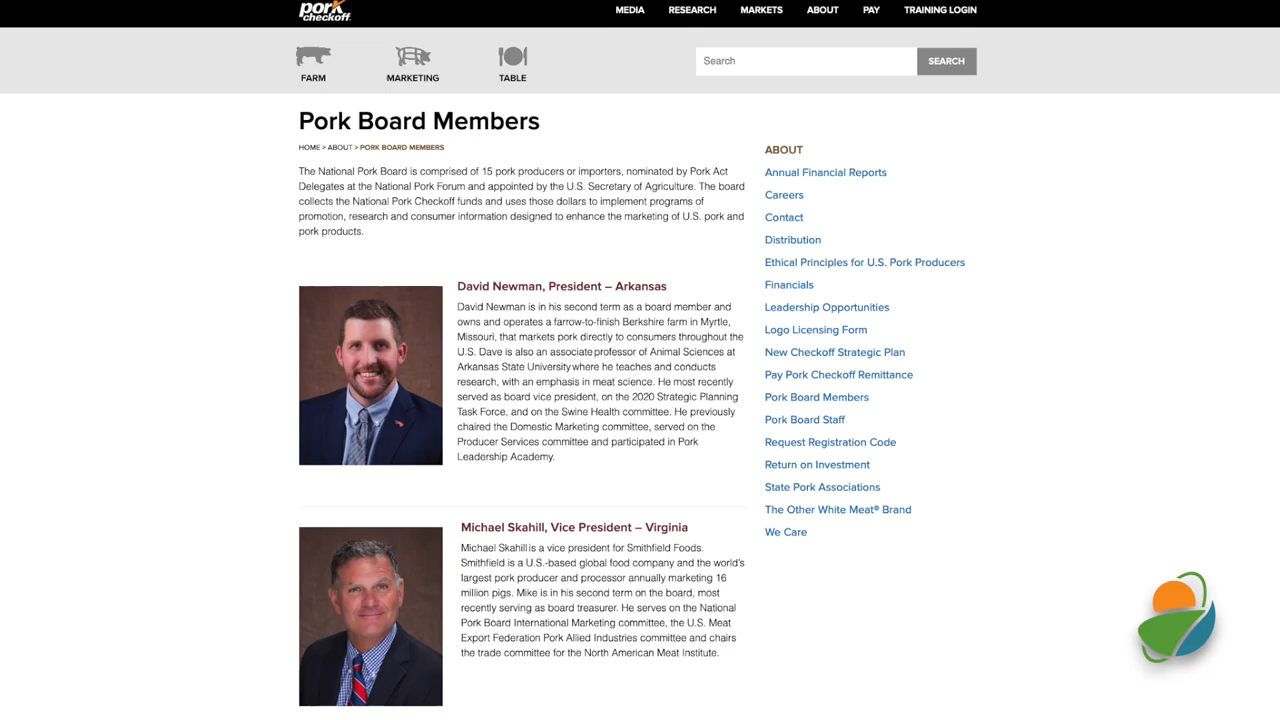 pork
checkoff.
MEDIA RESEARCH MARKETS ABOUT PAY TRAINING LOGIN
FARM MARKETING TABLE
Search SEARCH
Pork Board Members
HOME > ABOUT > PORK BOARD MEMBERS
The National Pork Board is comprised of 15 pork producers or importers, nominated by Pork Act
Delegates at the National Pork Forum and appointed by the U.S. Secretary of Agriculture. The board
collects the National Pork Checkoff funds and uses those dollars to implement programs of
promotion, research and consumer information designed to enhance the marketing of U.S. pork and
pork products.
David Newman, President – Arkansas
David Newman is in his second term as a board member and
owns and operates a farrow-to-finish Berkshire farm in Myrtle,
Missouri, that markets pork directly to consumers throughout the
U.S. Dave is also an associate professor of Animal Sciences at
Arkansas State University where he teaches and conducts
research, with an emphasis in meat science. He most recently
served as board vice president, on the 2020 Strategic Planning
Task Force, and on the Swine Health committee. He previously
chaired the Domestic Marketing committee, served on the
Producer Services committee and participated in Pork
Leadership Academy.
Michael Skahill, Vice President – Virginia
Michael Skahill is a vice president for Smithfield Foods.
Smithfield is a U.S.-based global food company and the world's
largest pork producer and processor annually marketing 16
million pigs. Mike is in his second term on the board, most
recently serving as board treasurer. He serves on the National
Pork Board International Marketing committee, the U.S. Meat
Export Federation Pork Allied Industries committee and chairs
the trade committee for the North American Meat Institute.
ABOUT
Annual Financial Reports
Careers
Contact
Distribution
Ethical Principles for U.S. Pork Producers
Financials
Leadership Opportunities
Logo Licensing Form
New Checkoff Strategic Plan
Pay Pork Checkoff Remittance
Pork Board Members
Pork Board Staff
Request Registration Code
Return on Investment
State Pork Associations
The Other White Meat® Brand
We Care